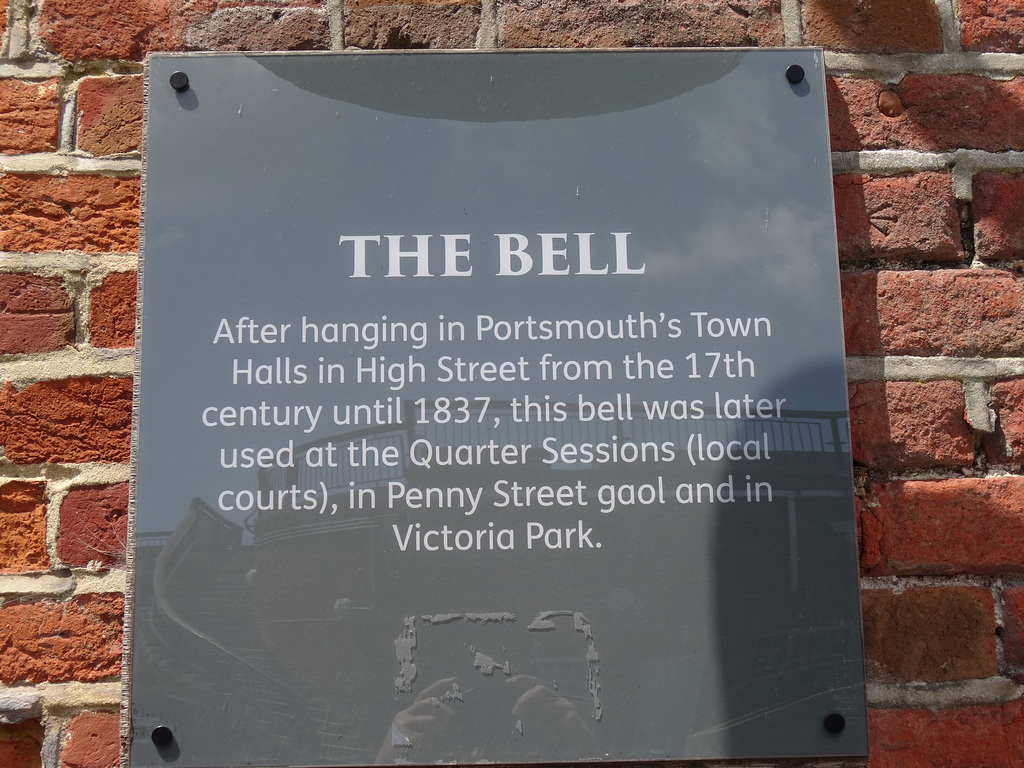 THE BELL
After hanging in Portsmouth's Town
Halls in High Street from the 17th
century until 1837, this bell was later
used at the Quarter Sessions (local
courts), in Penny Street gaol and in
Victoria Park.